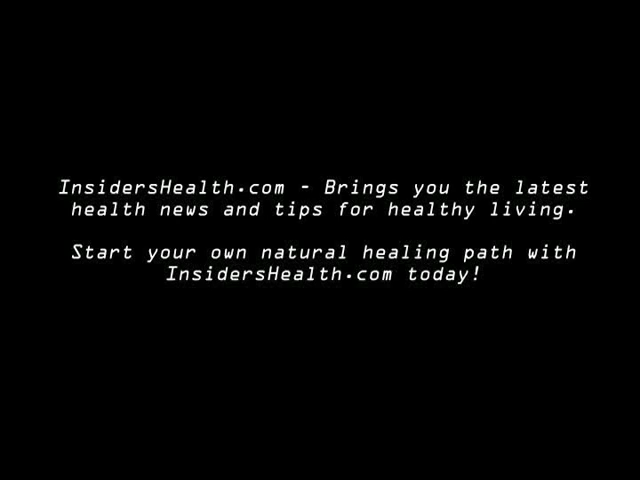 InsidersHealth.com - Brings you the latest
health news and tips for healthy living.
Start your own natural healing path with
InsidersHealth.com today!